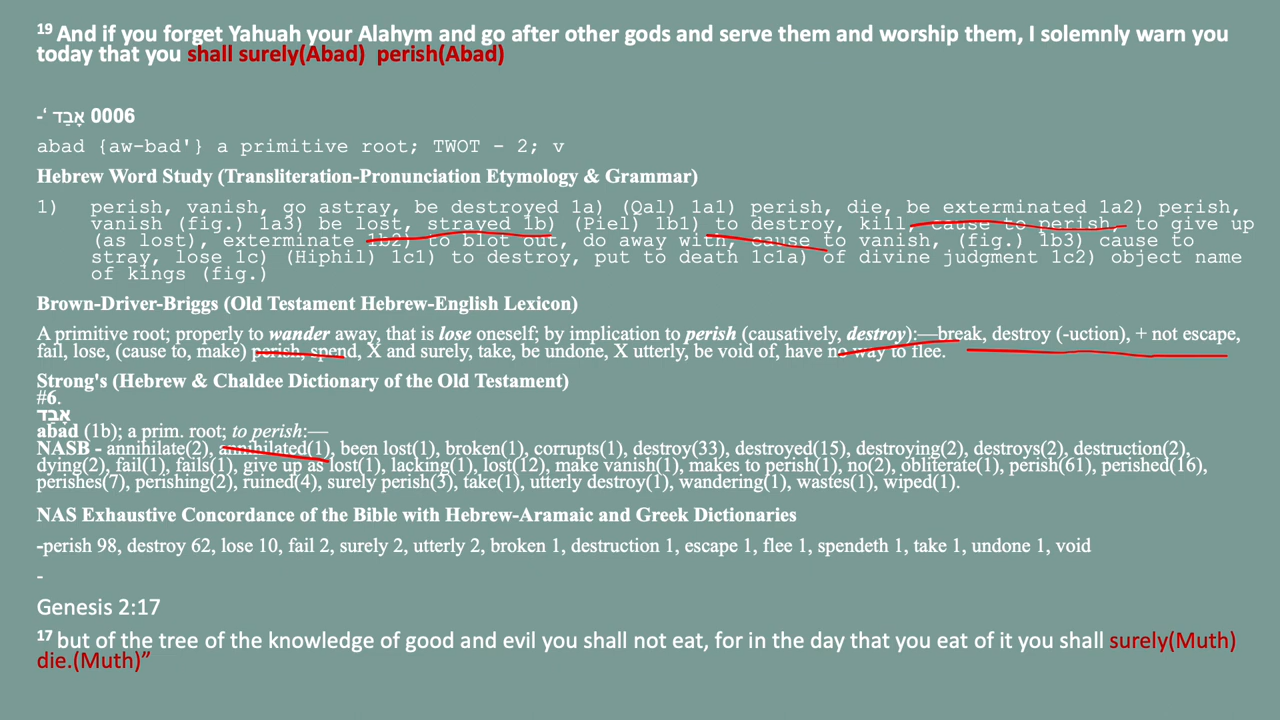 19 And if you forget Yahuah your Alahym and go after other gods and serve them and worship them, I solemnly warn you
today that you shall surely(Abad)  perish(Abad)
-‘ אָבַד 0006
abad {aw-bad'} a primitive root; TWOT - 2; v
Hebrew Word Study (Transliteration-Pronunciation Etymology & Grammar)
1) perish, vanish, go astray, be destroyed 1a) (Qal) 1a1) perish, die, be exterminated 1a2) perish,
vanish (fig.) 1a3) be lost, strayed 1b) (Piel) 1b1) to destroy, kill, cause to perish, to give up
(as lost), exterminate 1b2) to blot out, do away with, cause to vanish, (fig.) 1b3) cause to
stray, lose 1c) (Hiphil) 1c1) to destroy, put to death 1c1a) of divine judgment 1c2) object name
of kings (fig.)
Brown-Driver-Briggs (Old Testament Hebrew-English Lexicon)
A primitive root; properly to wander away, that is lose oneself; by implication to perish (causatively, destroy):—break, destroy (-uction), + not escape,
fail, lose, (cause to, make) perish, spend, X and surely, take, be undone, X utterly, be void of, have no way to flee.
Strong's (Hebrew & Chaldee Dictionary of the Old Testament)
#6.
אָבַד
abad (1b); a prim. root; to perish:—
NASB - annihilate(2), annihilated(1), been lost(1), broken(1), corrupts(1), destroy(33), destroyed(15), destroying(2), destroys(2), destruction(2),
dying(2), fail(1), fails(1), give up as lost(1), lacking(1), lost(12), make vanish(1), makes to perish(1), no(2), obliterate(1), perish(61), perished(16),
perishes(7), perishing(2), ruined(4), surely perish(3), take(1), utterly destroy(1), wandering(1), wastes(1), wiped(1).
NAS Exhaustive Concordance of the Bible with Hebrew-Aramaic and Greek Dictionaries
-perish 98, destroy 62, lose 10, fail 2, surely 2, utterly 2, broken 1, destruction 1, escape 1, flee 1, spendeth 1, take 1, undone 1, void
-
Genesis 2:17
17 but of the tree of the knowledge of good and evil you shall not eat, for in the day that you eat of it you shall surely(Muth)
die.(Muth)”